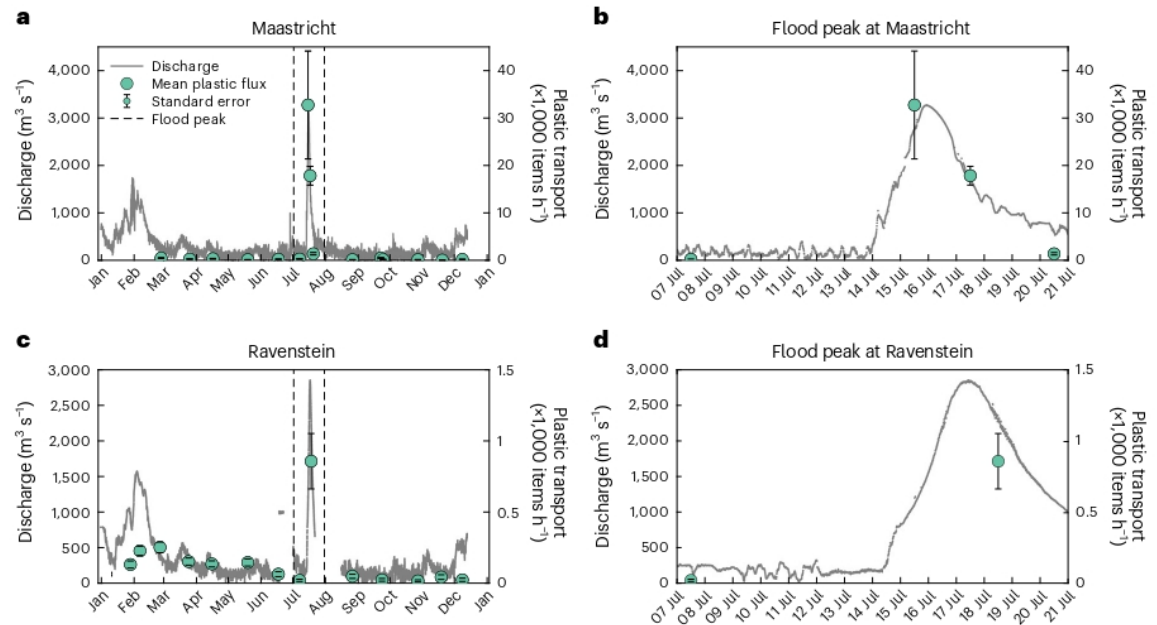 a
Maastricht
Discharge (m³ s⁻¹)
4,000
3,000
2,000
1,000
0
Discharge
Mean plastic flux
Standard error
Flood peak
40
30
20
10
0
Plastic transport
(×1,000 items h⁻¹)
Jan Feb Mar Apr May Jun Jul Aug Sep Oct Nov Dec Jan
b
Flood peak at Maastricht
Discharge (m³ s⁻¹)
4,000
3,000
2,000
1,000
0
40
30
20
10
0
Plastic transport
(×1,000 items h⁻¹)
07 Jul 08 Jul 09 Jul 10 Jul 11 Jul 12 Jul 13 Jul 14 Jul 15 Jul 16 Jul 17 Jul 18 Jul 19 Jul 20 Jul 21 Jul
c
Ravenstein
Discharge (m³ s⁻¹)
3,000
2,500
2,000
1,500
1,000
500
0
1.5
1
0.5
0
Plastic transport
(×1,000 items h⁻¹)
Jan Feb Mar Apr May Jun Jul Aug Sep Oct Nov Dec Jan
d
Flood peak at Ravenstein
Discharge (m³ s⁻¹)
3,000
2,500
2,000
1,500
1,000
500
0
1.5
1
0.5
0
Plastic transport
(×1,000 items h⁻¹)
07 Jul 08 Jul 09 Jul 10 Jul 11 Jul 12 Jul 13 Jul 14 Jul 15 Jul 16 Jul 17 Jul 18 Jul 19 Jul 20 Jul 21 Jul